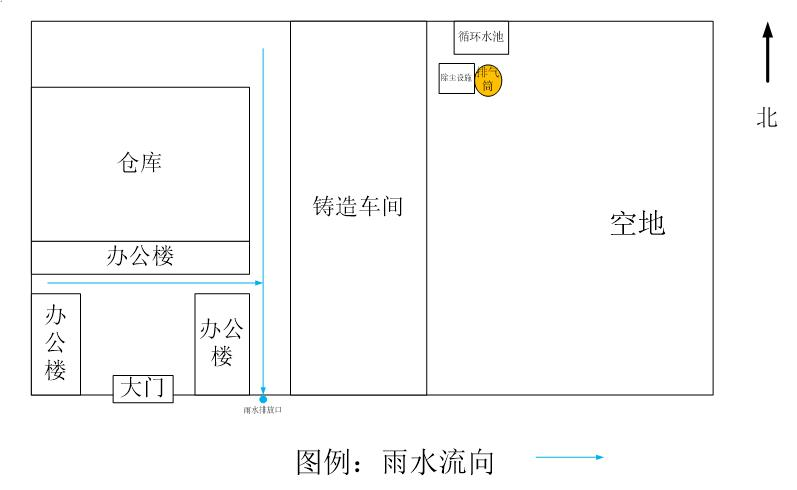 循环水池
除尘设施
排气
筒
北
仓库
铸造车间
空地
办公楼
办
公
楼
办公
楼
大门
雨水排放口
图例：雨水流向